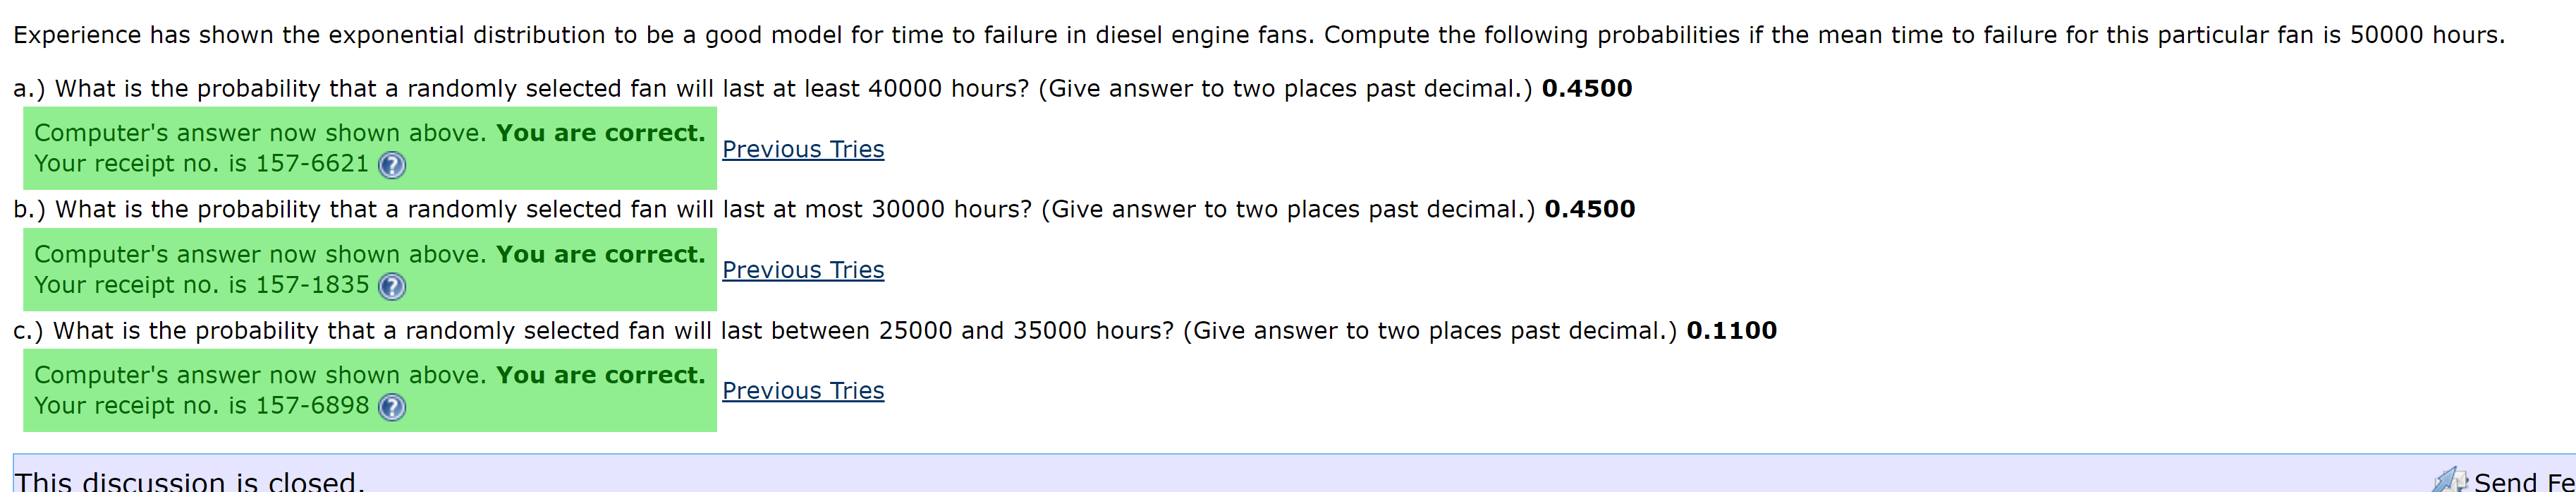 Experience has shown the exponential distribution to be a good model for time to failure in diesel engine fans. Compute the following probabilities if the mean time to failure for this particular fan is 50000 hours.
a.) What is the probability that a randomly selected fan will last at least 40000 hours? (Give answer to two places past decimal.) 0.4500
Computer's answer now shown above. You are correct.
Your receipt no. is 157-6621 ?
Previous Tries
b.) What is the probability that a randomly selected fan will last at most 30000 hours? (Give answer to two places past decimal.) 0.4500
Computer's answer now shown above. You are correct.
Your receipt no. is 157-1835 ?
Previous Tries
c.) What is the probability that a randomly selected fan will last between 25000 and 35000 hours? (Give answer to two places past decimal.) 0.1100
Computer's answer now shown above. You are correct.
Your receipt no. is 157-6898 ?
Previous Tries
This discussion is closed.
Send Fe